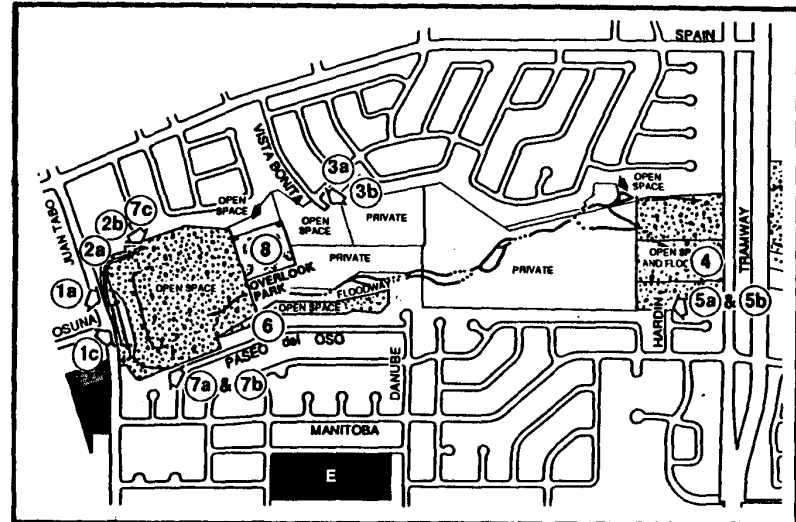 SPAIN
VISTA BONITA
3a
3b
7c
2b
OPEN SPACE
OPEN SPACE
JUAN TABO
2a
OPEN SPACE
PRIVATE
8
OPEN SPACE
TRAMWAY
4
PRIVATE
OPEN SPACE
OVERLOOK PARK
PRIVATE
1a
FLOODWAY
OPEN SPACE
HARDIN
5a & 5b
OSUNA
6
1c
PASEO del OSO
7a & 7b
DANUBE
MANITOBA
E